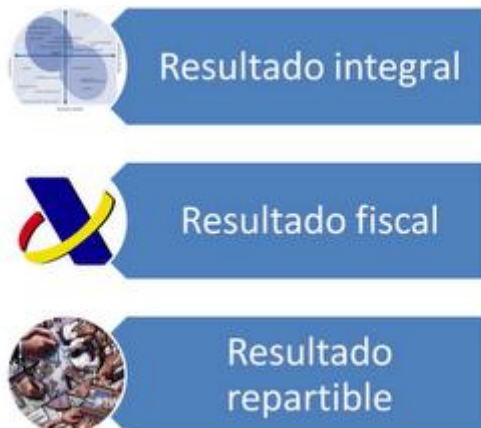 Resultado integral
Resultado fiscal
Resultado
repartible